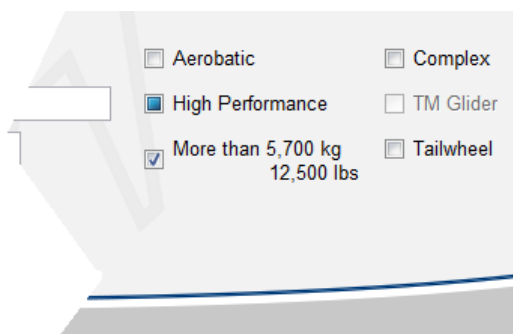 Aerobatic
Complex
High Performance
TM Glider
More than 5,700 kg
12,500 lbs
Tailwheel